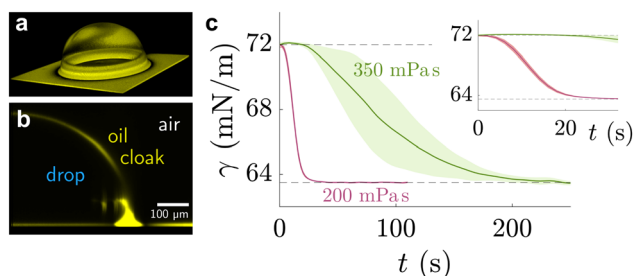 a
b
air
oil
cloak
drop
100 µm
c
72
68
64
γ (mN/m)
350 mPas
200 mPas
0
100
200
t (s)
72
64
0
20
t (s)